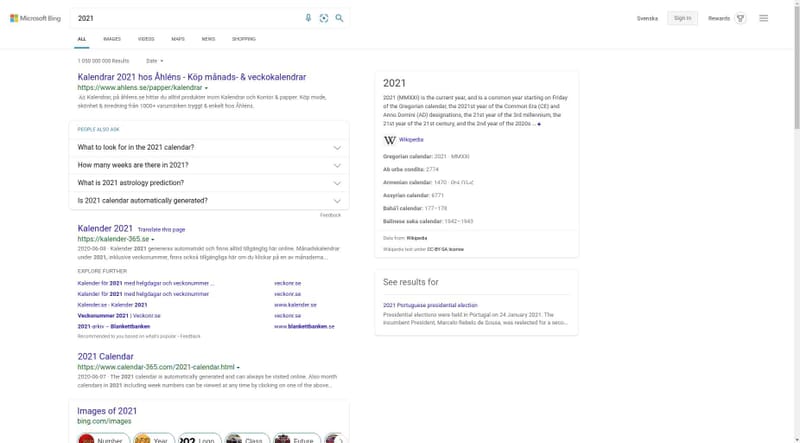 Microsoft Bing
2021
Svenska
Sign in
Rewards
ALL IMAGES VIDEOS MAPS NEWS SHOPPING
1 050 000 000 Results Date
Kalendrar 2021 hos Åhléns - Köp månads- & veckokalendrar
https://www.ahlens.se/papper/kalendrar
Ad Kalendrar, på åhlens.se hittar du alltid produkter inom Kalendrar och Kontor & papper. Köp mode,
skönhet & inredning från 1000+ varumärken tryggt & enkelt hos Åhléns.
PEOPLE ALSO ASK
What to look for in the 2021 calendar?
How many weeks are there in 2021?
What is 2021 astrology prediction?
Is 2021 calendar automatically generated?
Feedback
Kalender 2021 Translate this page
https://kalender-365.se
2020-06-08 · Kalender 2021 genereras automatiskt och finns alltid tillgänglig här online. Månadskalendrar
under 2021, inklusive veckonummer, finns också tillgängliga här om du klickar på en av månaderna...
EXPLORE FURTHER
Kalender för 2021 med helgdagar och veckonummer ... veckonr.se
Kalender för 2021 med helgdagar och veckonummer veckonr.se
Kalender.se - Kalender 2021 www.kalender.se
Veckonummer 2021 | Veckonr.se veckonr.se
2021-arkiv – Blankettbanken www.blankettbanken.se
Recommended to you based on what's popular · Feedback
2021 Calendar
https://www.calendar-365.com/2021-calendar.html
2020-06-07 · The 2021 calendar is automatically generated and can always be visited online. Also month
calendars in 2021 including week numbers can be viewed at any time by clicking on one of the above...
Images of 2021
bing.com/images
Number Year Logo Class Future
2021
2021 (MMXXI) is the current year, and is a common year starting on Friday
of the Gregorian calendar, the 2021st year of the Common Era (CE) and
Anno Domini (AD) designations, the 21st year of the 3rd millennium, the
21st year of the 21st century, and the 2nd year of the 2020s ...
W Wikipedia
Gregorian calendar: 2021 · MMXXI
Ab urbe condita: 2774
Armenian calendar: 1470 ·
Assyrian calendar: 6771
Bahá'í calendar: 177–178
Balinese saka calendar: 1942–1943
Data from: Wikipedia
Wikipedia text under CC-BY-SA license
See results for
2021 Portuguese presidential election
Presidential elections were held in Portugal on 24 January 2021. The
incumbent President, Marcelo Rebelo de Sousa, was reelected for a seco...